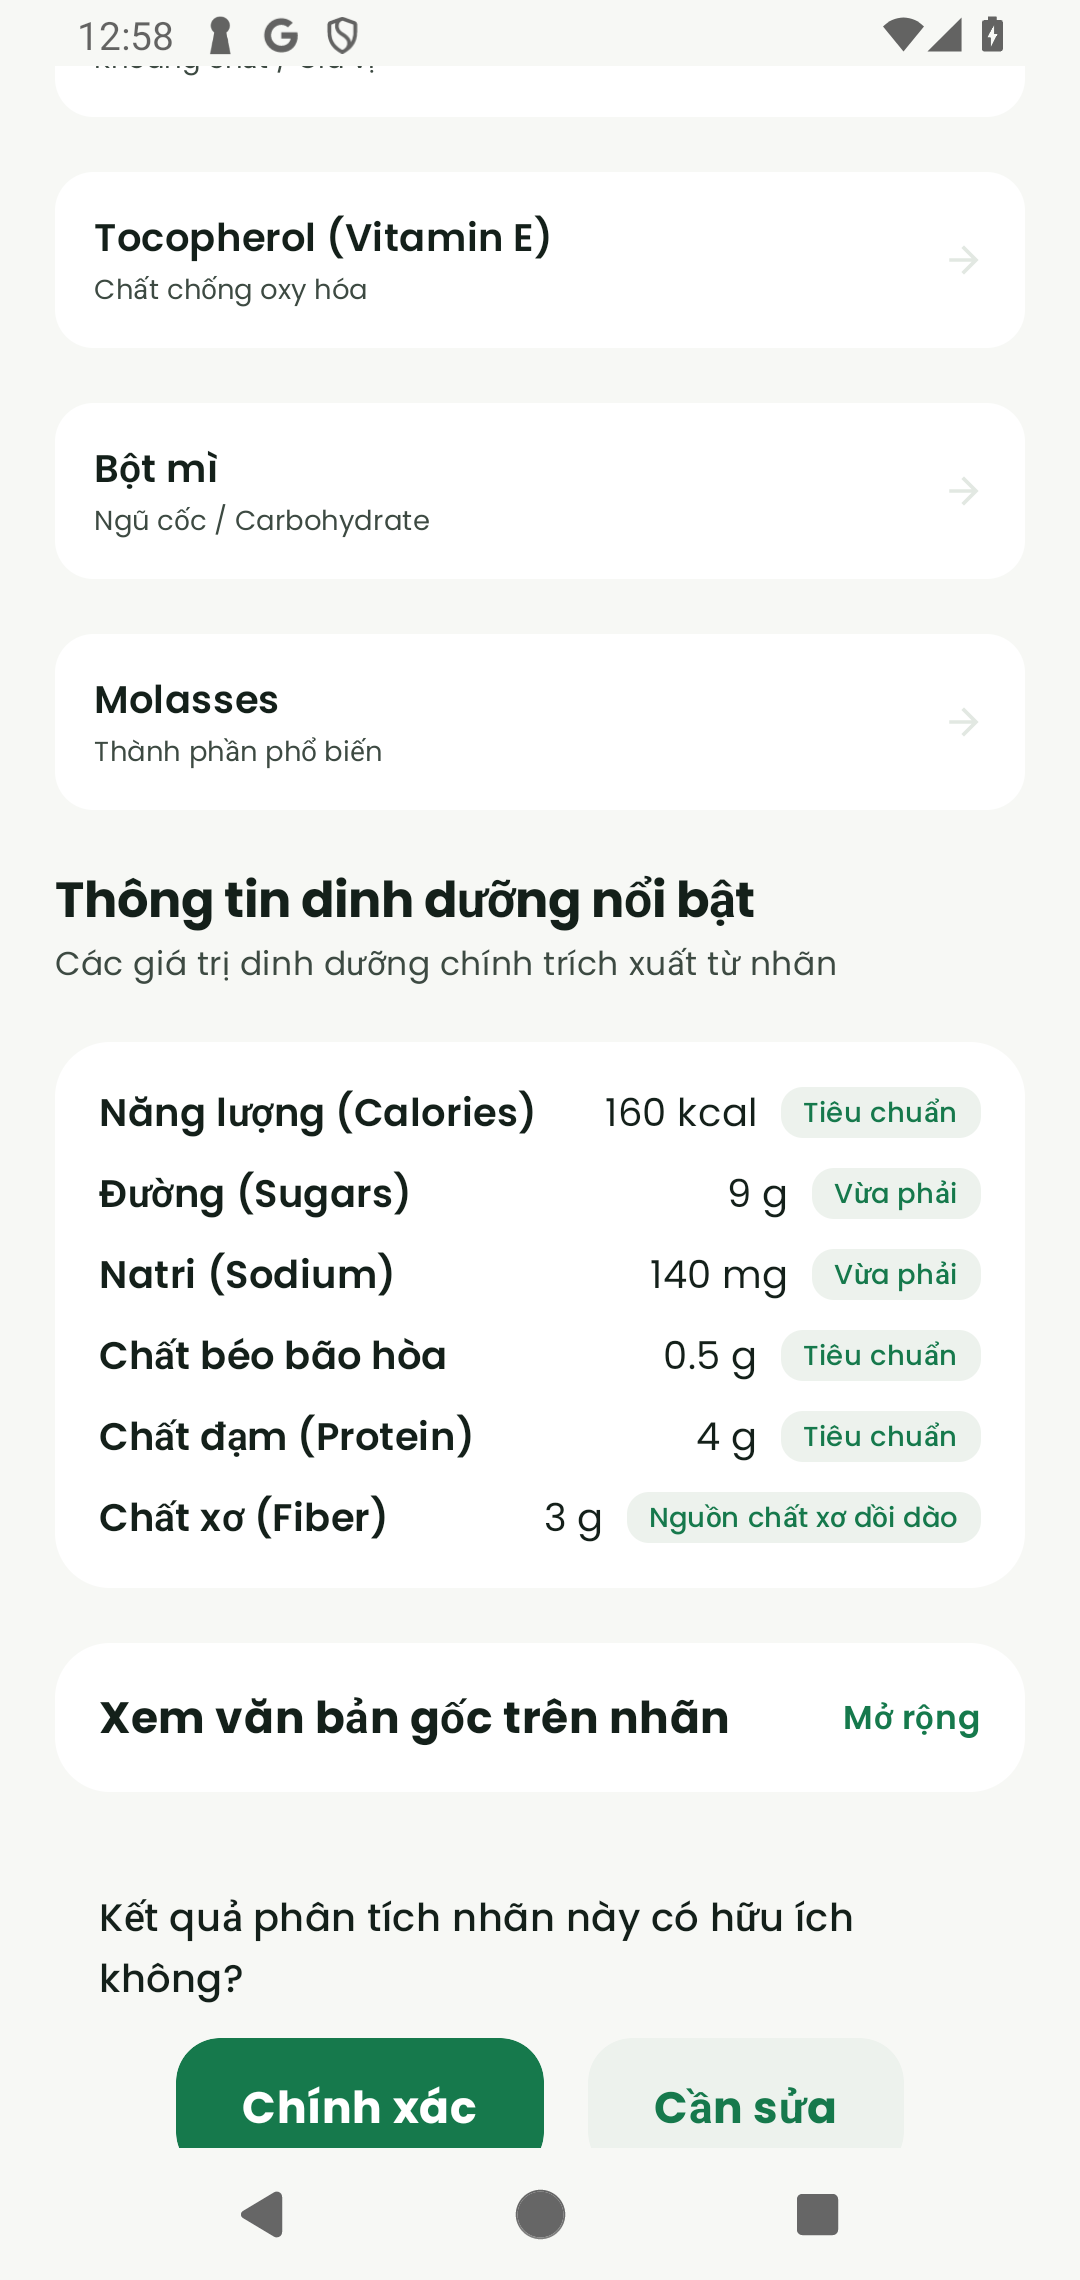 12:58
Tocopherol (Vitamin E)
Chất chống oxy hóa
Bột mì
Ngũ cốc / Carbohydrate
Molasses
Thành phần phổ biến
Thông tin dinh dưỡng nổi bật
Các giá trị dinh dưỡng chính trích xuất từ nhãn
Năng lượng (Calories) 160 kcal Tiêu chuẩn
Đường (Sugars) 9 g Vừa phải
Natri (Sodium) 140 mg Vừa phải
Chất béo bão hòa 0.5 g Tiêu chuẩn
Chất đạm (Protein) 4 g Tiêu chuẩn
Chất xơ (Fiber) 3 g Nguồn chất xơ dồi dào
Xem văn bản gốc trên nhãn Mở rộng
Kết quả phân tích nhãn này có hữu ích
không?
Chính xác Cần sửa